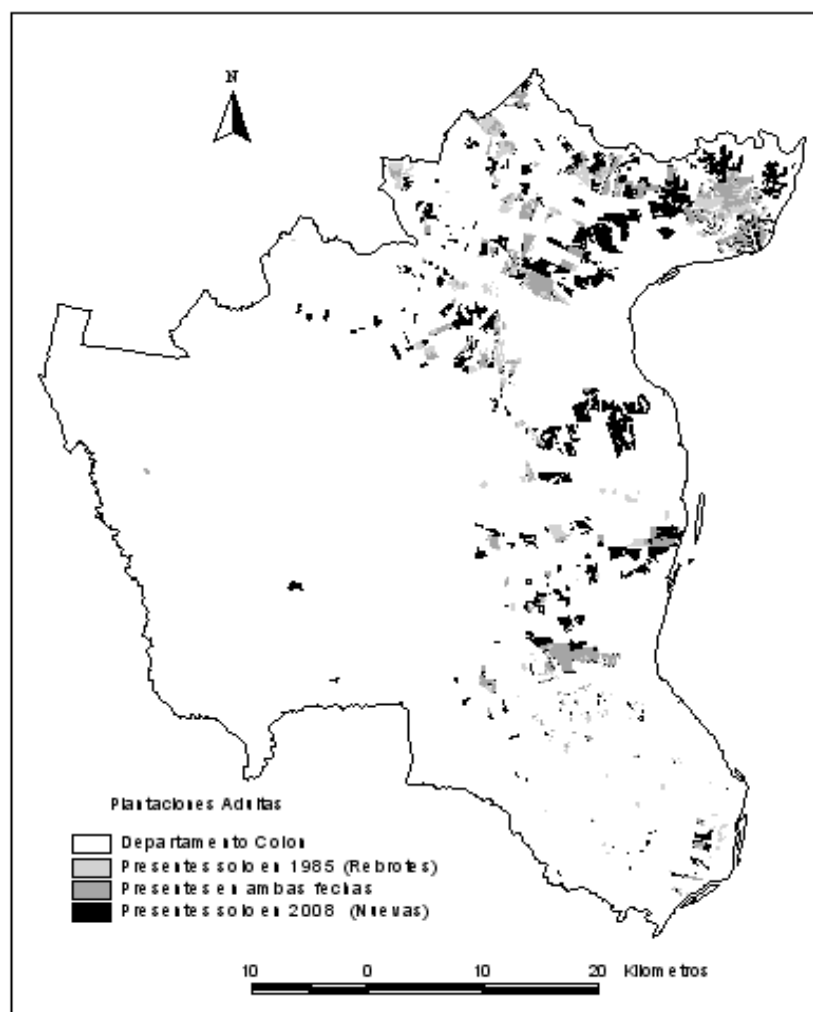 N
Plantaciones Adultas
Departamento Colon
Presentes solo en 1985 (Rebrotes)
Presentes en ambas fechas
Presentes solo en 2008 (Nuevas)
10 0 10 20 Kilometros